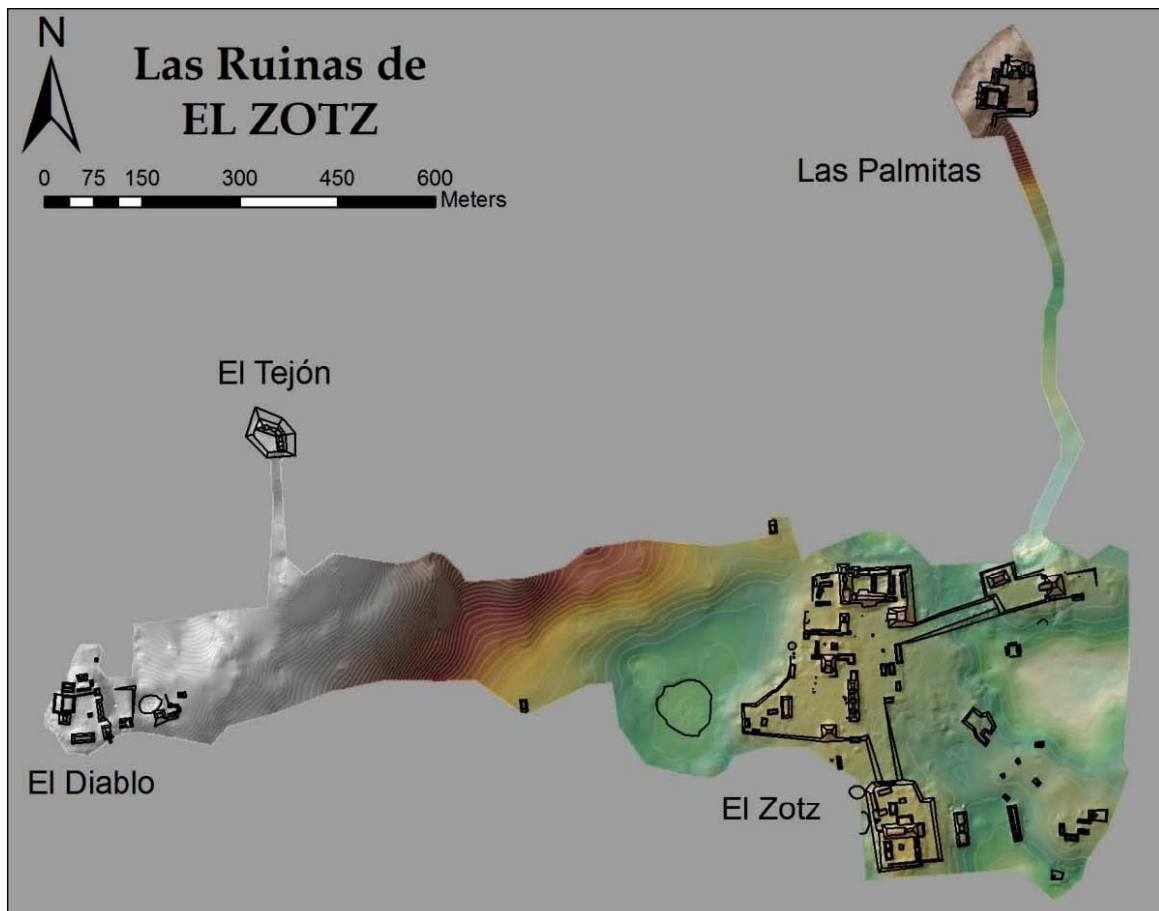 N
Las Ruinas de
EL ZOTZ
0 75 150 300 450 600
Meters
Las Palmitas
El Tejón
El Diablo
El Zotz